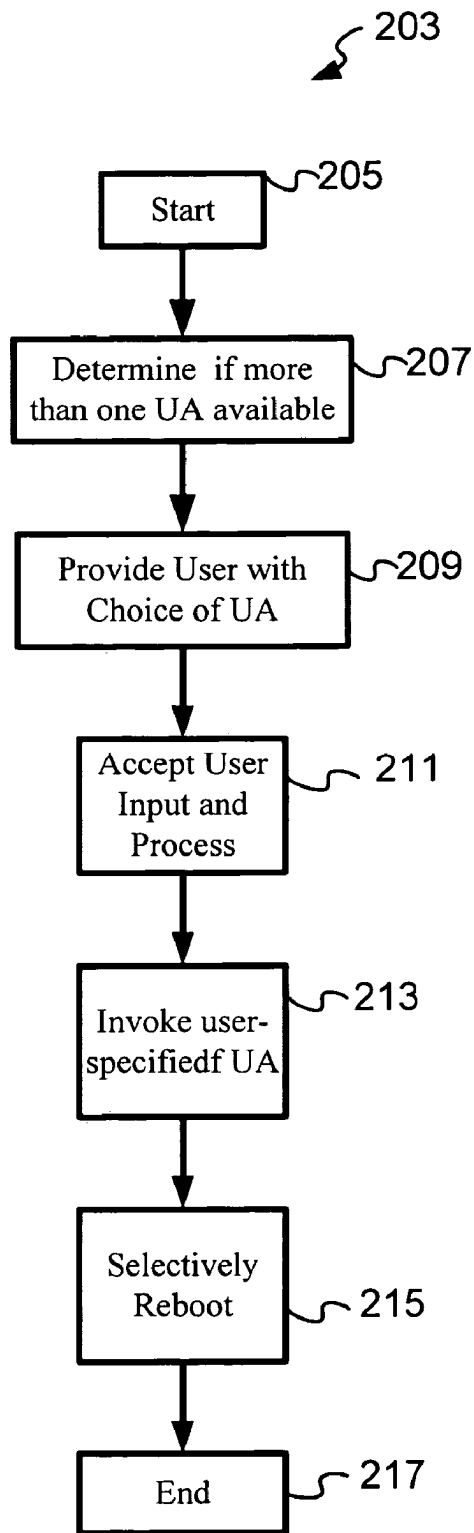 203
205
Start
207
Determine if more
than one UA available
209
Provide User with
Choice of UA
211
Accept User
Input and
Process
213
Invoke user-
specifiedf UA
Selectively
Reboot
215
End
217